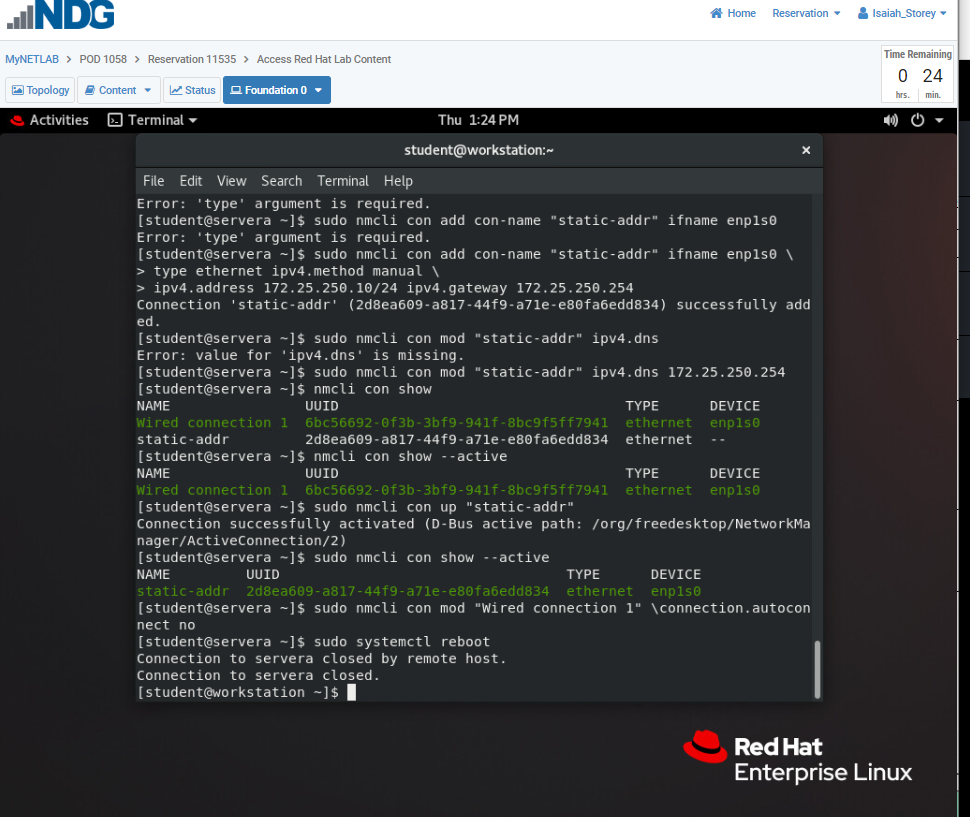 NDG
Home Reservation Isaiah_Storey
MyNETLAB > POD 1058 > Reservation 11535 > Access Red Hat Lab Content
Time Remaining
0 24
hrs. min.
Topology Content Status Foundation 0
Activities Terminal Thu 1:24 PM
student@workstation:~ ×
File Edit View Search Terminal Help
Error: 'type' argument is required.
[student@servera ~]$ sudo nmcli con add con-name "static-addr" ifname enp1s0
Error: 'type' argument is required.
[student@servera ~]$ sudo nmcli con add con-name "static-addr" ifname enp1s0 \
> type ethernet ipv4.method manual \
> ipv4.address 172.25.250.10/24 ipv4.gateway 172.25.250.254
Connection 'static-addr' (2d8ea609-a817-44f9-a71e-e80fa6edd834) successfully add
ed.
[student@servera ~]$ sudo nmcli con mod "static-addr" ipv4.dns
Error: value for 'ipv4.dns' is missing.
[student@servera ~]$ sudo nmcli con mod "static-addr" ipv4.dns 172.25.250.254
[student@servera ~]$ nmcli con show
NAME UUID TYPE DEVICE
Wired connection 1 6bc56692-0f3b-3bf9-941f-8bc9f5ff7941 ethernet enp1s0
static-addr 2d8ea609-a817-44f9-a71e-e80fa6edd834 ethernet --
[student@servera ~]$ nmcli con show --active
NAME UUID TYPE DEVICE
Wired connection 1 6bc56692-0f3b-3bf9-941f-8bc9f5ff7941 ethernet enp1s0
[student@servera ~]$ sudo nmcli con up "static-addr"
Connection successfully activated (D-Bus active path: /org/freedesktop/NetworkMa
nager/ActiveConnection/2)
[student@servera ~]$ sudo nmcli con show --active
NAME UUID TYPE DEVICE
static-addr 2d8ea609-a817-44f9-a71e-e80fa6edd834 ethernet enp1s0
[student@servera ~]$ sudo nmcli con mod "Wired connection 1" \connection.autocon
nect no
[student@servera ~]$ sudo systemctl reboot
Connection to servera closed by remote host.
Connection to servera closed.
[student@workstation ~]$
Red Hat
Enterprise Linux